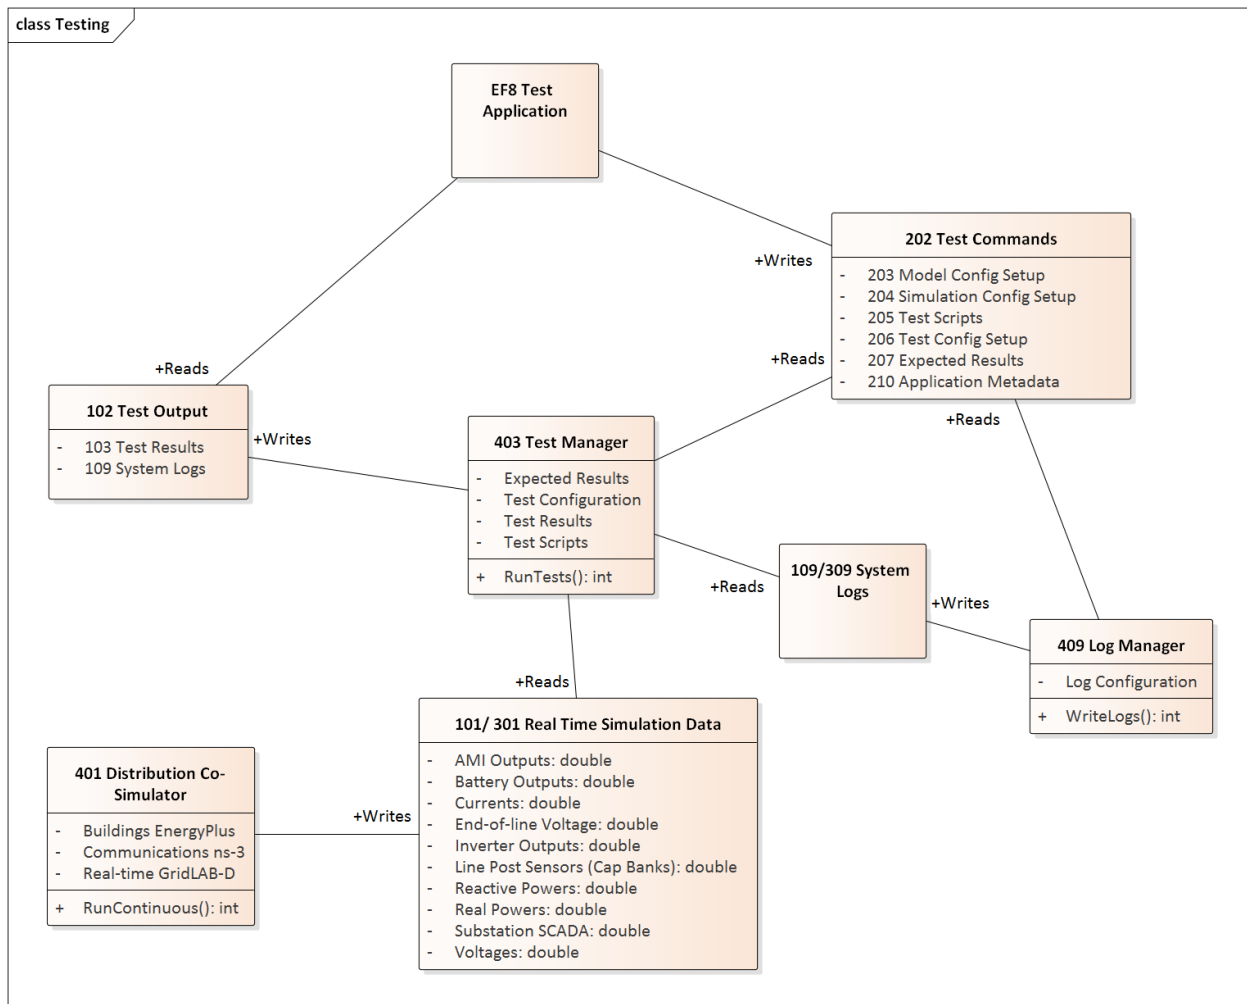 class Testing
EF8 Test
Application
202 Test Commands
- 203 Model Config Setup
- 204 Simulation Config Setup
- 205 Test Scripts
- 206 Test Config Setup
- 207 Expected Results
- 210 Application Metadata
+Writes
+Reads
+Reads
+Reads
102 Test Output
- 103 Test Results
- 109 System Logs
+Writes
403 Test Manager
- Expected Results
- Test Configuration
- Test Results
- Test Scripts
+ RunTests(): int
109/309 System
Logs
+Reads
+Writes
409 Log Manager
- Log Configuration
+ WriteLogs(): int
+Reads
101/ 301 Real Time Simulation Data
- AMI Outputs: double
- Battery Outputs: double
- Currents: double
- End-of-line Voltage: double
- Inverter Outputs: double
- Line Post Sensors (Cap Banks): double
- Reactive Powers: double
- Real Powers: double
- Substation SCADA: double
- Voltages: double
401 Distribution Co-
Simulator
- Buildings EnergyPlus
- Communications ns-3
- Real-time GridLAB-D
+ RunContinuous(): int
+Writes